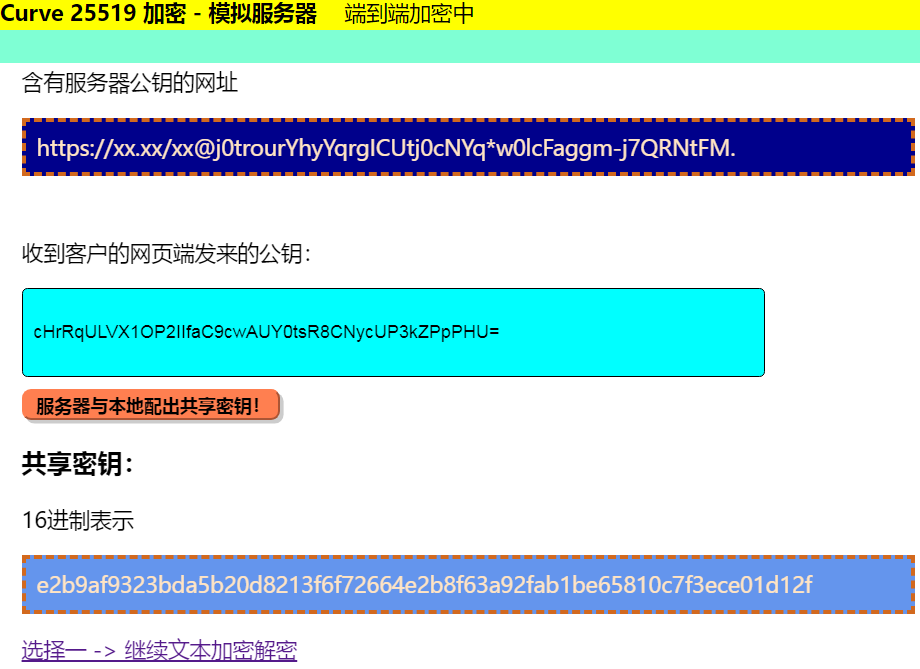 Curve 25519 加密 - 模拟服务器 端到端加密中
含有服务器公钥的网址
https://xx.xx/xx@j0trourYhyYqrgICUtj0cNYq*w0lcFaggm-j7QRNtFM.
收到客户的网页端发来的公钥：
cHrRqULVX1OP2IIfaC9cwAUY0tsR8CNycUP3kZPpPHU=
服务器与本地配出共享密钥！
共享密钥：
16进制表示
e2b9af9323bda5b20d8213f6f72664e2b8f63a92fab1be65810c7f3ece01d12f
选择一 -> 继续文本加密解密